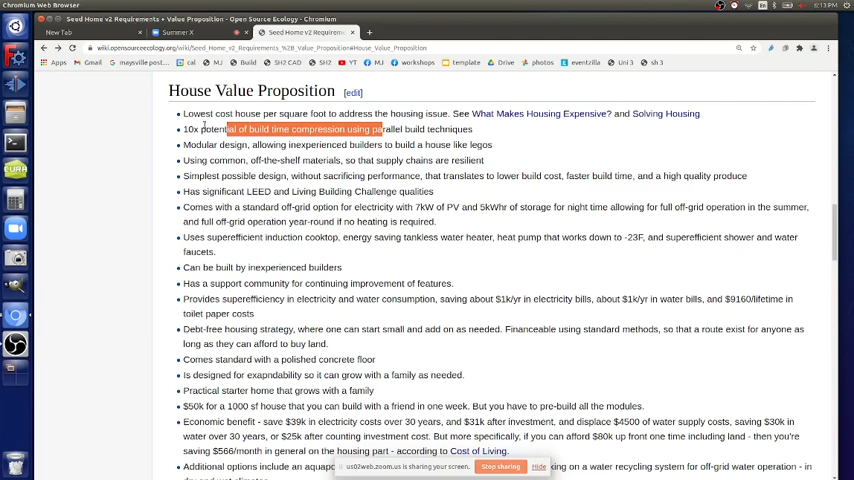 Chromium Web Browser
En
6:13 PM
Seed Home v2 Requirements + Value Proposition - Open Source Ecology - Chromium
New Tab
Summer X
Seed Home v2 Requiremen
wiki.opensourceecology.org/wiki/Seed_Home_v2_Requirements_%2B_Value_Proposition#House_Value_Proposition
Apps
Gmail
maysville post...
cal
MJ
Build
SH2 CAD
SH2
YT
MJ
workshops
template
Drive
photos
eventzilla
Uni 3
sh 3
House Value Proposition [edit]
Lowest cost house per square foot to address the housing issue. See What Makes Housing Expensive? and Solving Housing
10x potential of build time compression using parallel build techniques
Modular design, allowing inexperienced builders to build a house like legos
Using common, off-the-shelf materials, so that supply chains are resilient
Simplest possible design, without sacrificing performance, that translates to lower build cost, faster build time, and a high quality produce
Has significant LEED and Living Building Challenge qualities
Comes with a standard off-grid option for electricity with 7kW of PV and 5kWhr of storage for night time allowing for full off-grid operation in the summer,
and full off-grid operation year-round if no heating is required.
Uses superefficient induction cooktop, energy saving tankless water heater, heat pump that works down to -23F, and superefficient shower and water
faucets.
Can be built by inexperienced builders
Has a support community for continuing improvement of features.
Provides superefficiency in electricity and water consumption, saving about $1k/yr in electricity bills, about $1k/yr in water bills, and $9160/lifetime in
toilet paper costs
Debt-free housing strategy, where one can start small and add on as needed. Financeable using standard methods, so that a route exist for anyone as
long as they can afford to buy land.
Comes standard with a polished concrete floor
Is designed for exapndability so it can grow with a family as needed.
Practical starter home that grows with a family
$50k for a 1000 sf house that you can build with a friend in one week. But you have to pre-build all the modules.
Economic benefit - save $39k in electricity costs over 30 years, and $31k after investment, and displace $4500 of water supply costs, saving $30k in
water over 30 years, or $25k after counting investment cost. But more specifically, if you can afford $80k up front one time including land - then you're
saving $566/month in general on the housing part - according to Cost of Living.
Additional options include an aquapo
king on a water recycling system for off-grid water operation - in
us02web.zoom.us is sharing your screen.
Stop sharing
Hide
CURA